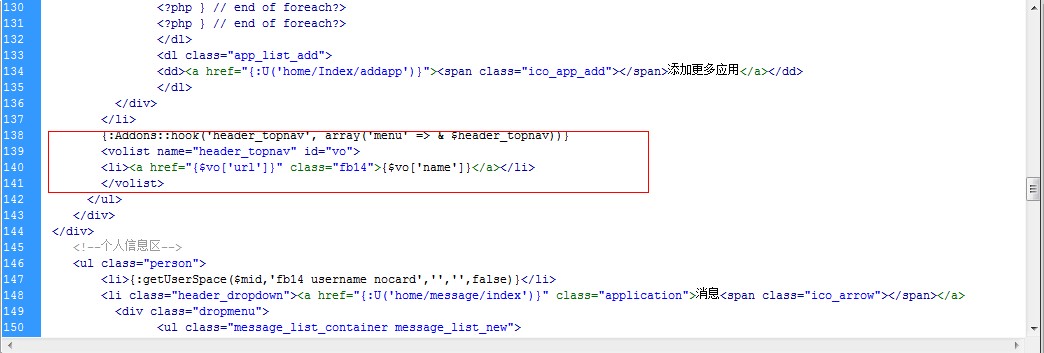 130 <?php } // end of foreach?>
131 <?php } // end of foreach?>
132 </dl>
133 <dl class="app_list_add">
134 <dd><a href="{:U('home/Index/addapp')}"><span class="ico_app_add"></span>添加更多应用</a></dd>
135 </dl>
136 </div>
137 </li>
138 {:Addons::hook('header_topnav', array('menu' => & $header_topnav))}
139 <volist name="header_topnav" id="vo">
140 <li><a href="{$vo['url']}" class="fb14">{$vo['name']}</a></li>
141 </volist>
142 </ul>
143 </div>
144 </div>
145 <!--个人信息区-->
146 <ul class="person">
147 <li>{:getUserSpace($mid,'fb14 username nocard','','',false)}</li>
148 <li class="header_dropdown"><a href="{:U('home/message/index')}" class="application">消息<span class="ico_arrow"></span></a>
149 <div class="dropmenu">
150 <ul class="message_list_container message_list_new">